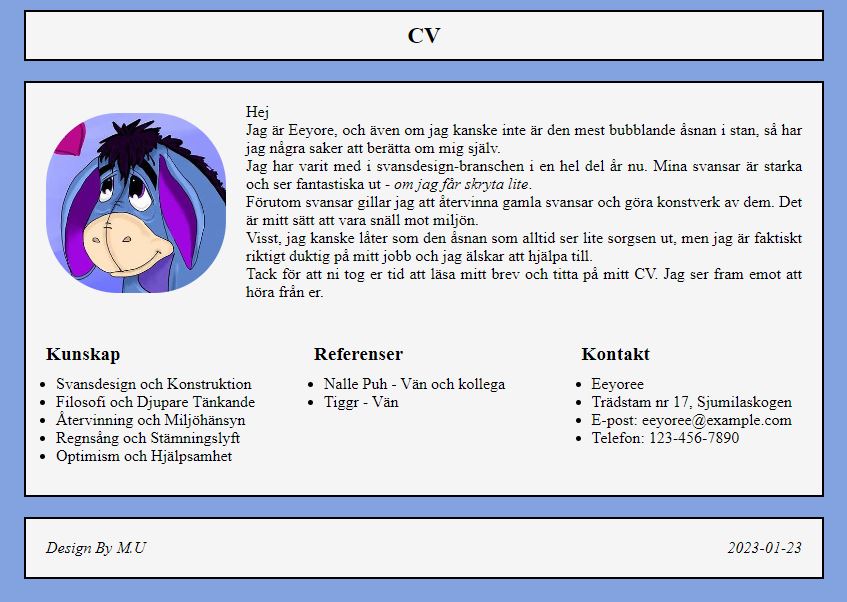 CV
Hej
Jag är Eeyore, och även om jag kanske inte är den mest bubblande åsnan i stan, så har
jag några saker att berätta om mig själv.
Jag har varit med i svansdesign-branschen i en hel del år nu. Mina svansar är starka
och ser fantastiska ut - om jag får skryta lite.
Förutom svansar gillar jag att återvinna gamla svansar och göra konstverk av dem. Det
är mitt sätt att vara snäll mot miljön.
Visst, jag kanske låter som den åsnan som alltid ser lite sorgsen ut, men jag är faktiskt
riktigt duktig på mitt jobb och jag älskar att hjälpa till.
Tack för att ni tog er tid att läsa mitt brev och titta på mitt CV. Jag ser fram emot att
höra från er.
Kunskap
Svansdesign och Konstruktion
Filosofi och Djupare Tänkande
Återvinning och Miljöhänsyn
Regnsång och Stämningslyft
Optimism och Hjälpsamhet
Referenser
Nalle Puh - Vän och kollega
Tiggr - Vän
Kontakt
Eeyoree
Trädstam nr 17, Sjumilaskogen
E-post: eeyoree@example.com
Telefon: 123-456-7890
Design By M.U
2023-01-23